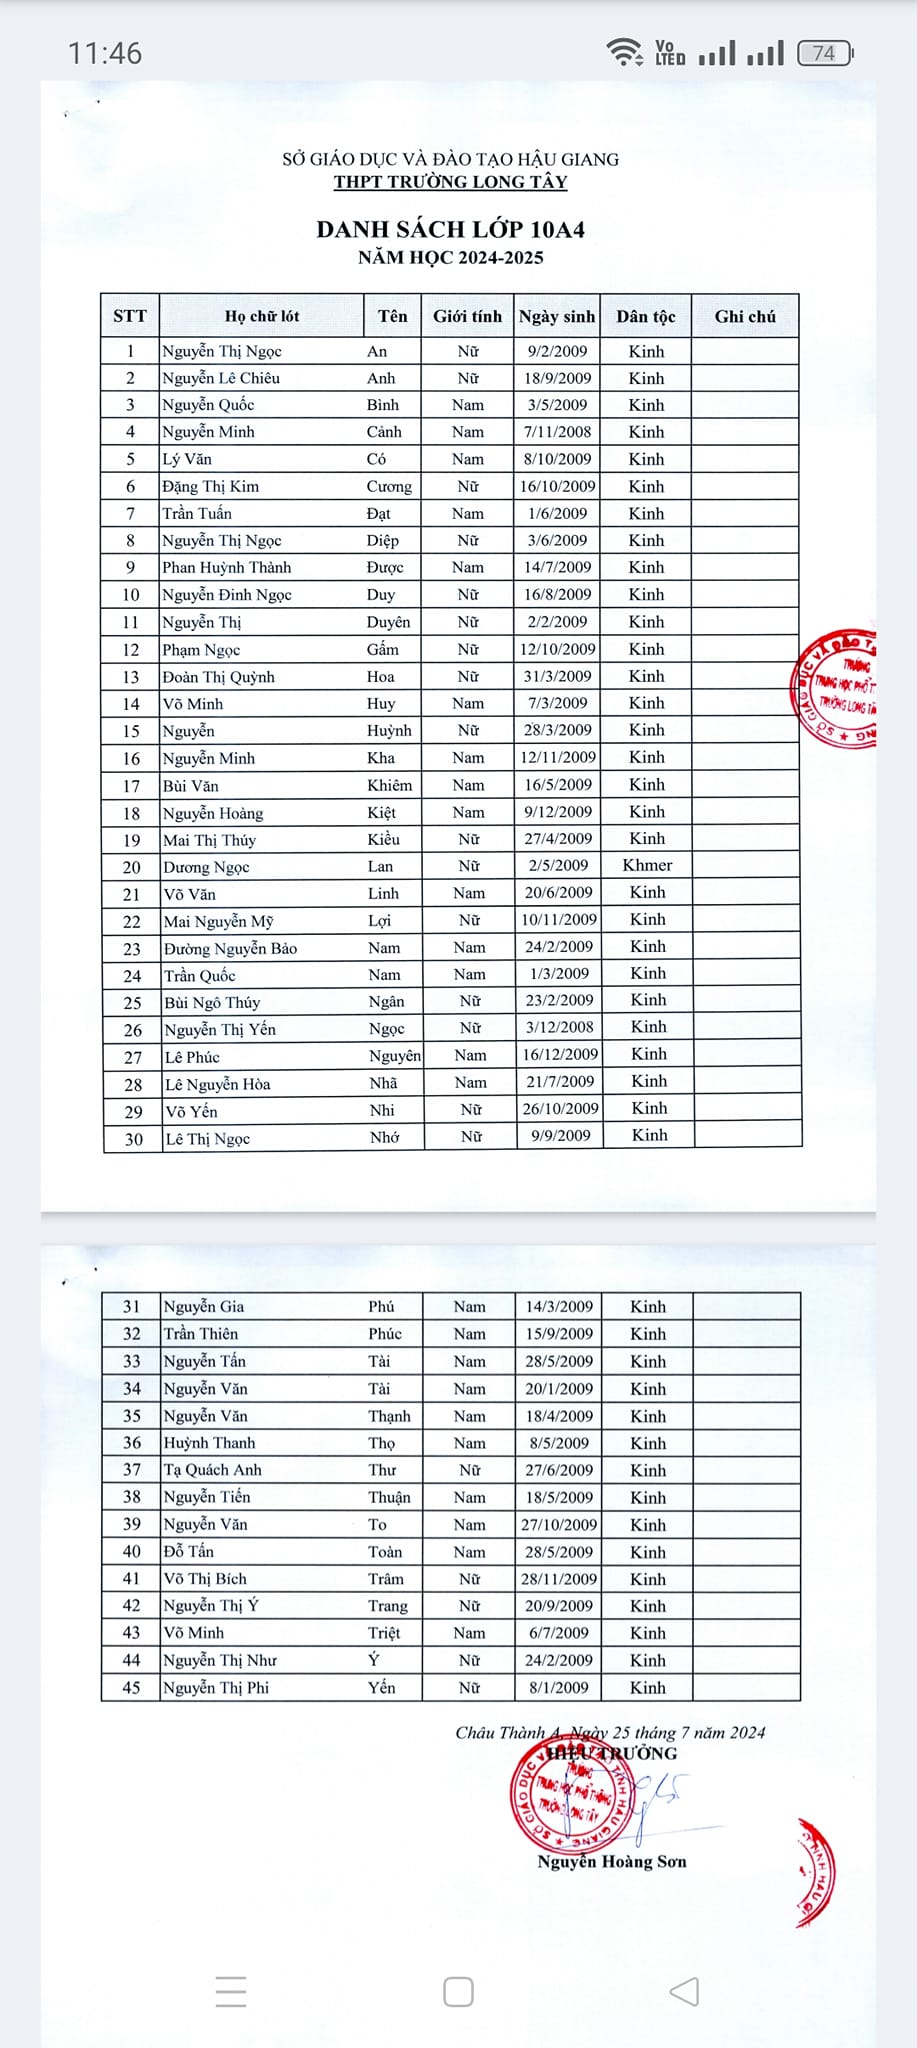 11:46
Vo
LTED
74
SỞ GIÁO DỤC VÀ ĐÀO TẠO HẬU GIANG
THPT TRƯỜNG LONG TÂY
DANH SÁCH LỚP 10A4
NĂM HỌC 2024-2025
STT Họ chữ lót Tên Giới tính Ngày sinh Dân tộc Ghi chú
1 Nguyễn Thị Ngọc An Nữ 9/2/2009 Kinh
2 Nguyễn Lê Chiêu Anh Nữ 18/9/2009 Kinh
3 Nguyễn Quốc Bình Nam 3/5/2009 Kinh
4 Nguyễn Minh Cảnh Nam 7/11/2008 Kinh
5 Lý Văn Có Nam 8/10/2009 Kinh
6 Đặng Thị Kim Cương Nữ 16/10/2009 Kinh
7 Trần Tuấn Đạt Nam 1/6/2009 Kinh
8 Nguyễn Thị Ngọc Diệp Nữ 3/6/2009 Kinh
9 Phan Huỳnh Thành Được Nam 14/7/2009 Kinh
10 Nguyễn Đinh Ngọc Duy Nữ 16/8/2009 Kinh
11 Nguyễn Thị Duyên Nữ 2/2/2009 Kinh
12 Phạm Ngọc Gấm Nữ 12/10/2009 Kinh
13 Đoàn Thị Quỳnh Hoa Nữ 31/3/2009 Kinh
14 Võ Minh Huy Nam 7/3/2009 Kinh
15 Nguyễn Huỳnh Nữ 28/3/2009 Kinh
16 Nguyễn Minh Kha Nam 12/11/2009 Kinh
17 Bùi Văn Khiêm Nam 16/5/2009 Kinh
18 Nguyễn Hoàng Kiệt Nam 9/12/2009 Kinh
19 Mai Thị Thúy Kiều Nữ 27/4/2009 Kinh
20 Dương Ngọc Lan Nữ 2/5/2009 Khmer
21 Võ Văn Linh Nam 20/6/2009 Kinh
22 Mai Nguyễn Mỹ Lợi Nữ 10/11/2009 Kinh
23 Đường Nguyễn Bảo Nam Nam 24/2/2009 Kinh
24 Trần Quốc Nam Nam 1/3/2009 Kinh
25 Bùi Ngô Thúy Ngân Nữ 23/2/2009 Kinh
26 Nguyễn Thị Yến Ngọc Nữ 3/12/2008 Kinh
27 Lê Phúc Nguyên Nam 16/12/2009 Kinh
28 Lê Nguyễn Hòa Nhã Nam 21/7/2009 Kinh
29 Võ Yến Nhi Nữ 26/10/2009 Kinh
30 Lê Thị Ngọc Nhớ Nữ 9/9/2009 Kinh
TRƯỜNG
TRUNG HỌC PHỔ T
TRƯỜNG LONG TÂ
31 Nguyễn Gia Phú Nam 14/3/2009 Kinh
32 Trần Thiên Phúc Nam 15/9/2009 Kinh
33 Nguyễn Tấn Tài Nam 28/5/2009 Kinh
34 Nguyễn Văn Tài Nam 20/1/2009 Kinh
35 Nguyễn Văn Thạnh Nam 18/4/2009 Kinh
36 Huỳnh Thanh Thọ Nam 8/5/2009 Kinh
37 Tạ Quách Anh Thư Nữ 27/6/2009 Kinh
38 Nguyễn Tiến Thuận Nam 18/5/2009 Kinh
39 Nguyễn Văn To Nam 27/10/2009 Kinh
40 Đỗ Tấn Toàn Nam 28/5/2009 Kinh
41 Võ Thị Bích Trâm Nữ 28/11/2009 Kinh
42 Nguyễn Thị Ý Trang Nữ 20/9/2009 Kinh
43 Võ Minh Triệt Nam 6/7/2009 Kinh
44 Nguyễn Thị Như Ý Nữ 24/2/2009 Kinh
45 Nguyễn Thị Phi Yến Nữ 8/1/2009 Kinh
Châu Thành A, Ngày 25 tháng 7 năm 2024
HIỆU TRƯỞNG
TRƯỜNG
TRUNG HỌC PHỔ THÔNG
TRƯỜNG LONG TÂY
Nguyễn Hoàng Sơn